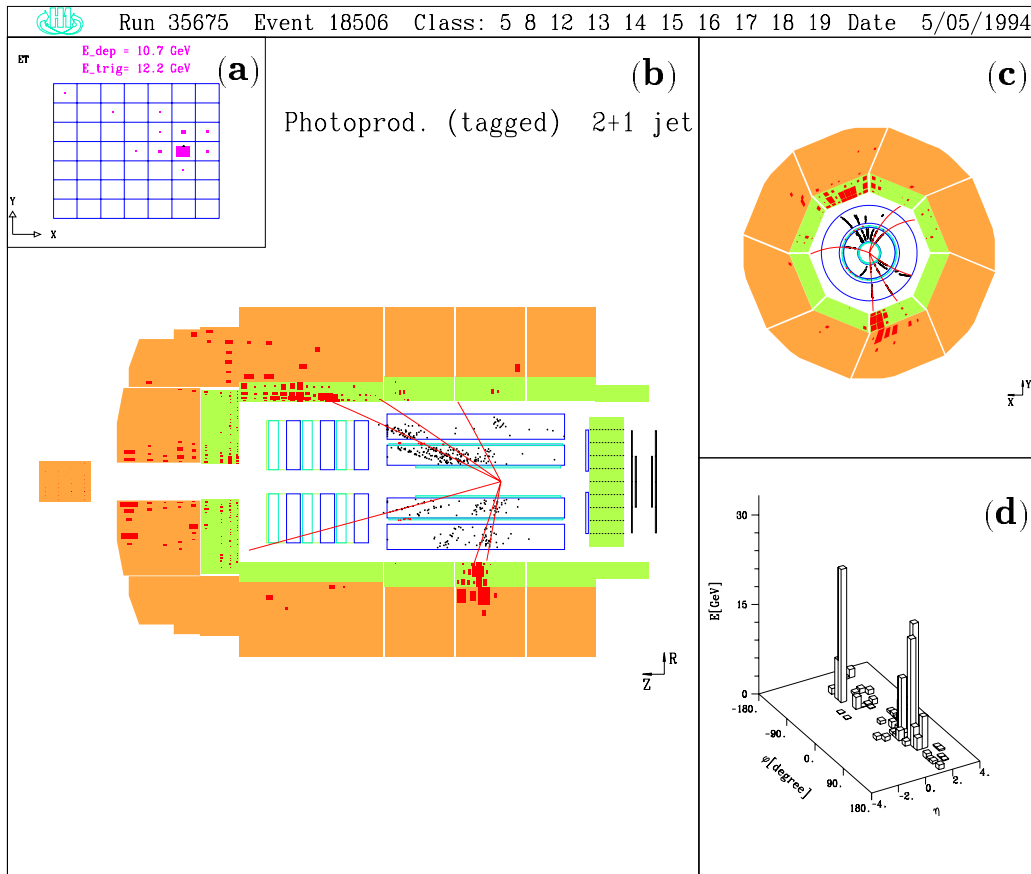 Run 35675 Event 18506 Class: 5 8 12 13 14 15 16 17 18 19 Date 5/05/1994
E_dep = 10.7 GeV
E_trig= 12.2 GeV
ET
(a)
Y
X
(b)
Photoprod. (tagged) 2+1 jet
R
Z
(c)
Y
X
(d)
E[GeV]
30
15
0
-180.
-90.
0.
90.
180.
φ[degree]
-4.
-2.
0.
2.
4.
η